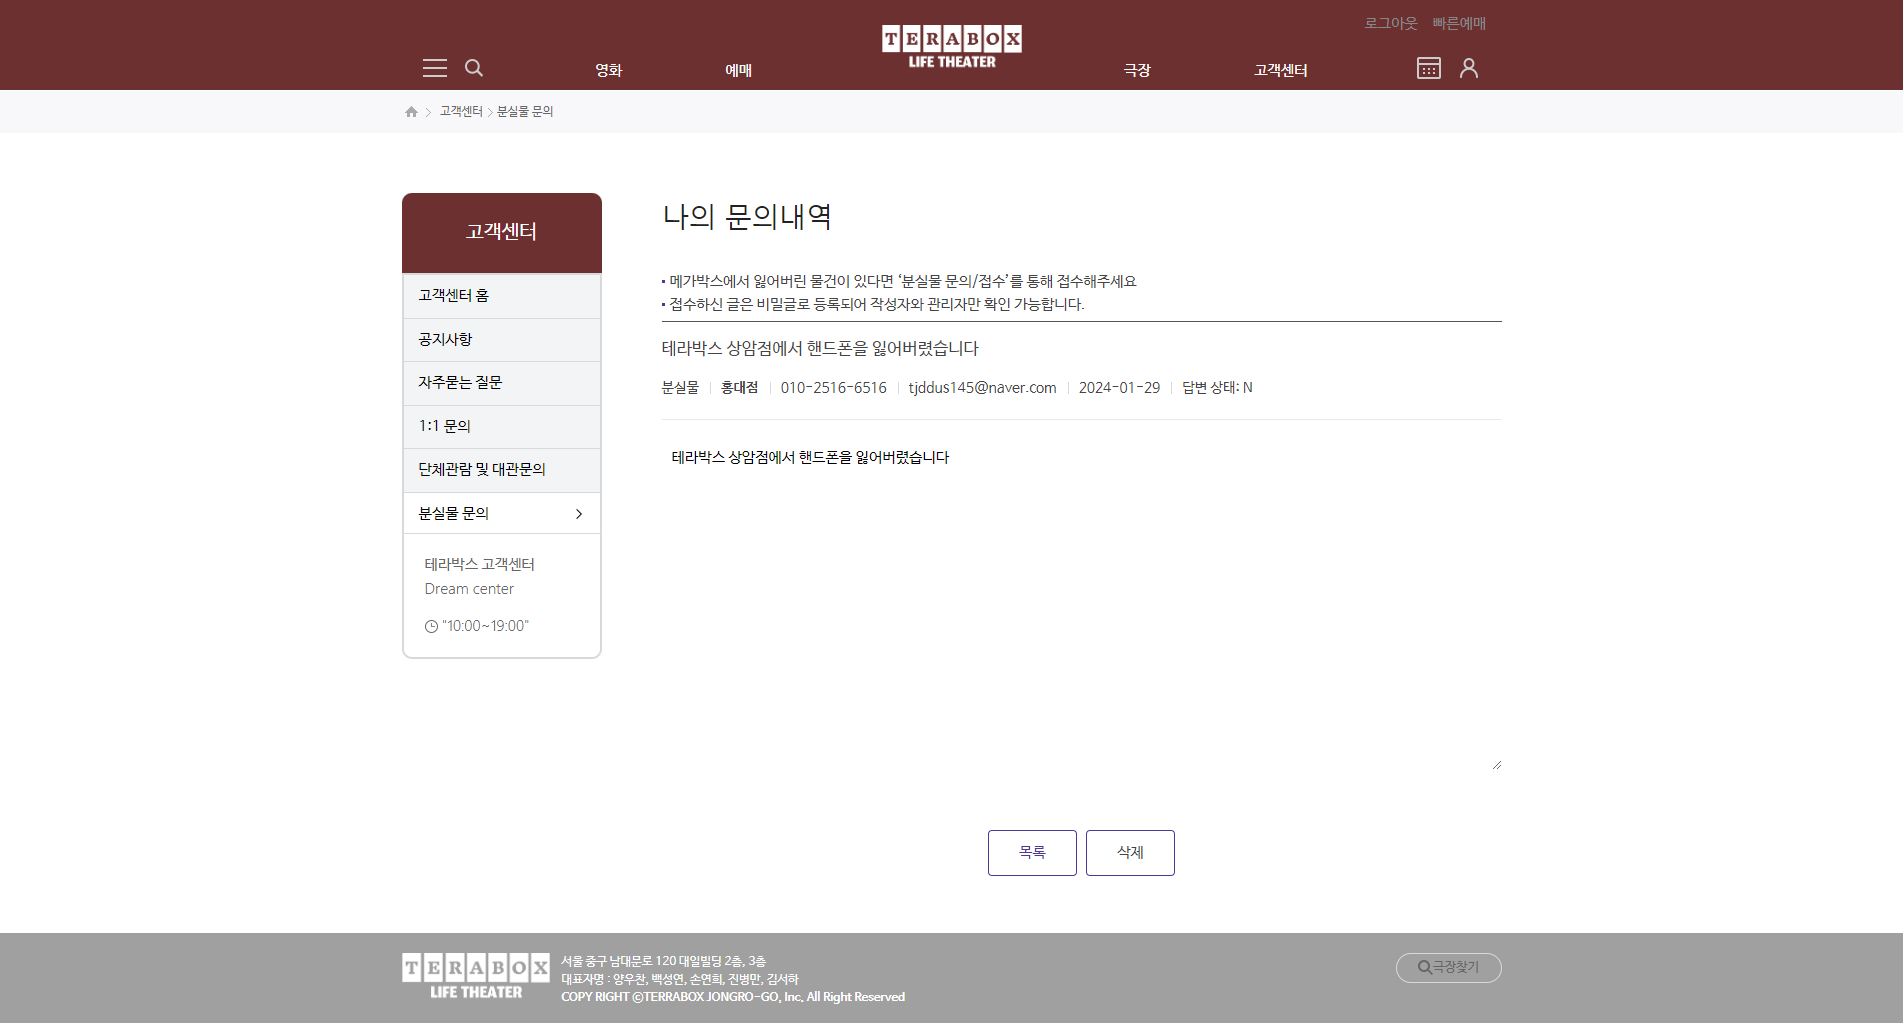 로그아웃 빠른예매
TERABOX
LIFE THEATER
영화 예매 극장 고객센터
고객센터 분실물 문의
고객센터
고객센터 홈
공지사항
자주묻는 질문
1:1 문의
단체관람 및 대관문의
분실물 문의
테라박스 고객센터
Dream center
"10:00~19:00"
나의 문의내역
메가박스에서 잃어버린 물건이 있다면 ‘분실물 문의/접수’를 통해 접수해주세요
접수하신 글은 비밀글로 등록되어 작성자와 관리자만 확인 가능합니다.
테라박스 상암점에서 핸드폰을 잃어버렸습니다
분실물 홍대점 010-2516-6516 tjddus145@naver.com 2024-01-29 답변 상태: N
테라박스 상암점에서 핸드폰을 잃어버렸습니다
목록 삭제
TERABOX
LIFE THEATER
서울 중구 남대문로 120 대일빌딩 2층, 3층
대표자명 : 양우찬, 백성연, 손연희, 진병만, 김서하
COPY RIGHT ©TERRABOX JONGRO-GO, Inc. All Right Reserved
극장찾기